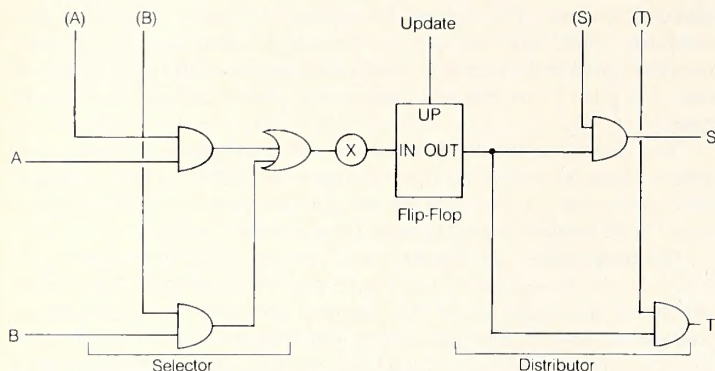 (A) (B) Update (S) (T)
UP
A X IN OUT S
Flip-Flop
B T
Selector Distributor